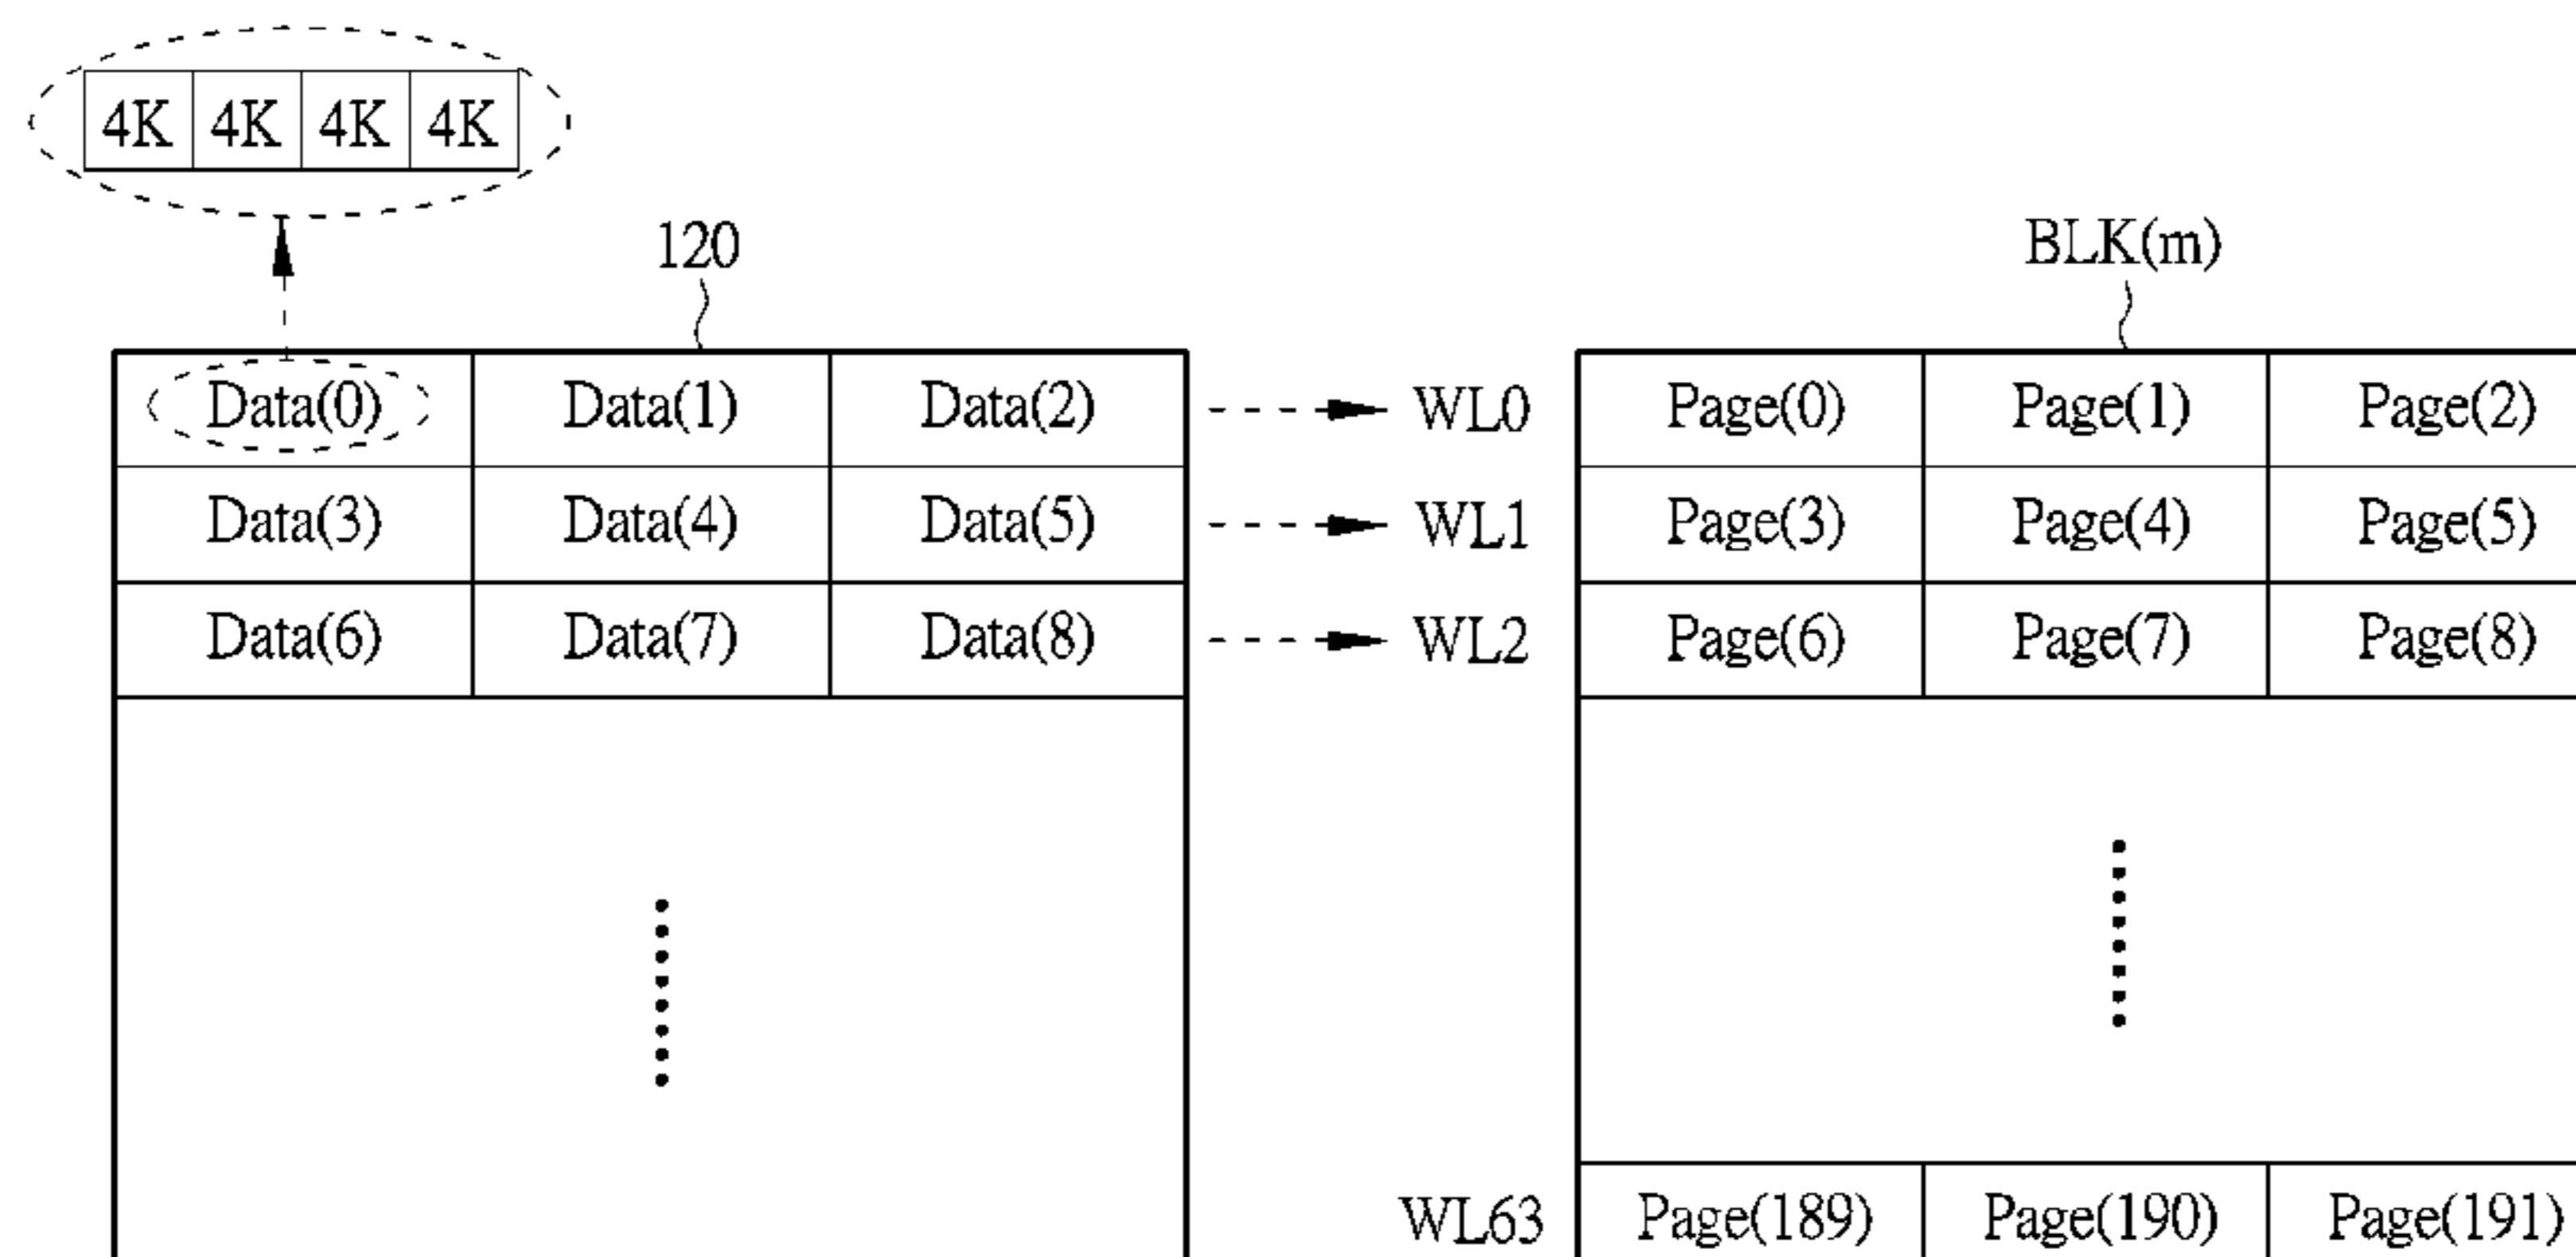 4K 4K 4K 4K
120 BLK(m)
Data(0) Data(1) Data(2) WL0 Page(0) Page(1) Page(2)
Data(3) Data(4) Data(5) WL1 Page(3) Page(4) Page(5)
Data(6) Data(7) Data(8) WL2 Page(6) Page(7) Page(8)
WL63 Page(189) Page(190) Page(191)